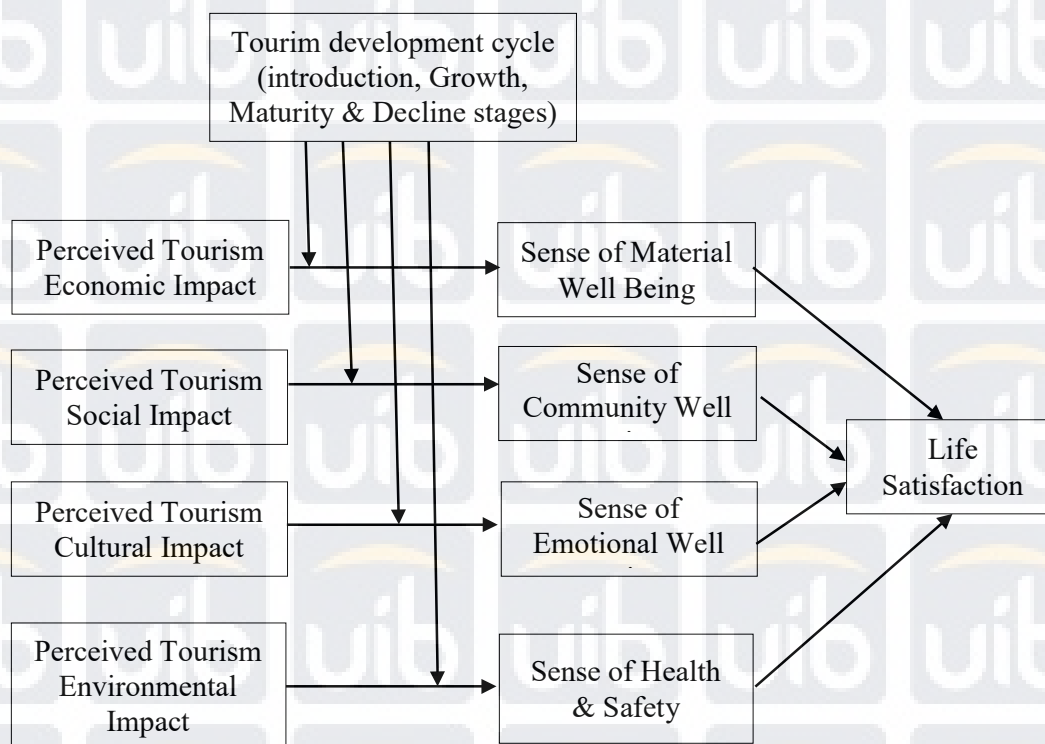 Tourim development cycle
(introduction, Growth,
Maturity & Decline stages)
Perceived Tourism
Economic Impact
Sense of Material
Well Being
Perceived Tourism
Social Impact
Sense of
Community Well
Life
Satisfaction
Perceived Tourism
Cultural Impact
Sense of
Emotional Well
Perceived Tourism
Environmental
Impact
Sense of Health
& Safety
uib